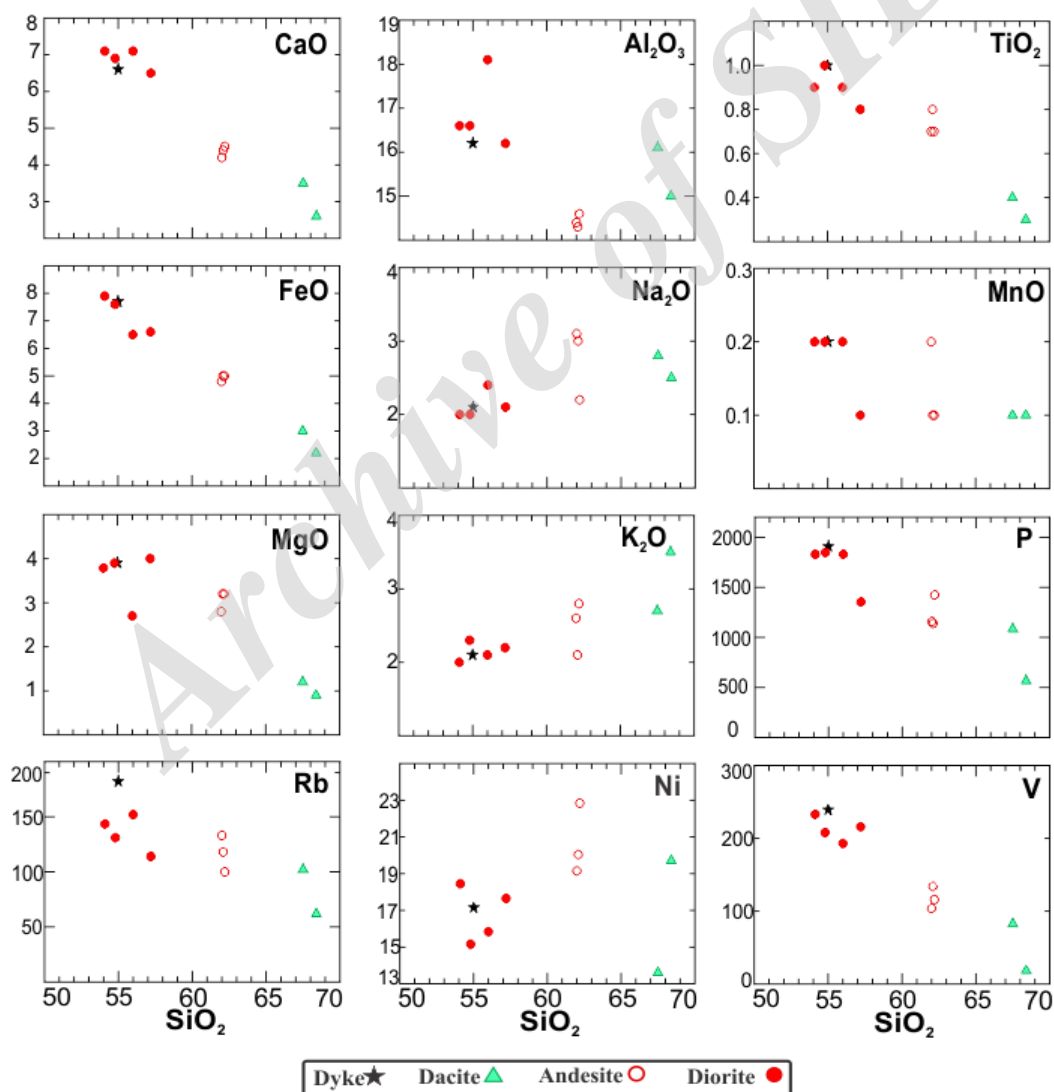 CaO
8
7
6
5
4
3
Al₂O₃
19
18
17
16
15
TiO₂
1.0
0.8
0.6
0.4
FeO
8
7
6
5
4
3
2
Na₂O
4
3
2
MnO
0.3
0.2
0.1
MgO
4
3
2
1
K₂O
4
3
2
P
2000
1500
1000
500
0
Rb
200
150
100
50
50 55 60 65 70
SiO₂
Ni
23
21
19
17
15
13
50 55 60 65 70
SiO₂
V
300
200
100
0
50 55 60 65 70
SiO₂
Dyke Dacite Andesite Diorite
Archive of SI